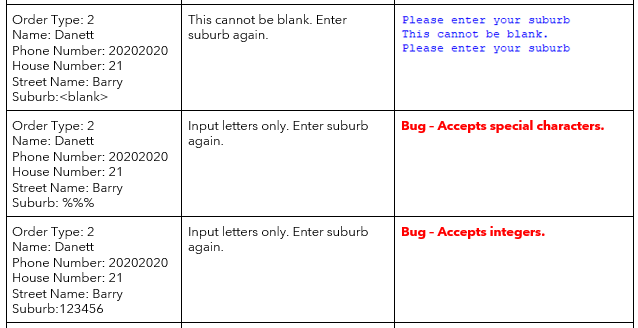 Order Type: 2
Name: Danett
Phone Number: 20202020
House Number: 21
Street Name: Barry
Suburb:<blank>
This cannot be blank. Enter
suburb again.
Please enter your suburb
This cannot be blank.
Please enter your suburb
Order Type: 2
Name: Danett
Phone Number: 20202020
House Number: 21
Street Name: Barry
Suburb: %%%
Input letters only. Enter suburb
again.
Bug – Accepts special characters.
Order Type: 2
Name: Danett
Phone Number: 20202020
House Number: 21
Street Name: Barry
Suburb:123456
Input letters only. Enter suburb
again.
Bug – Accepts integers.